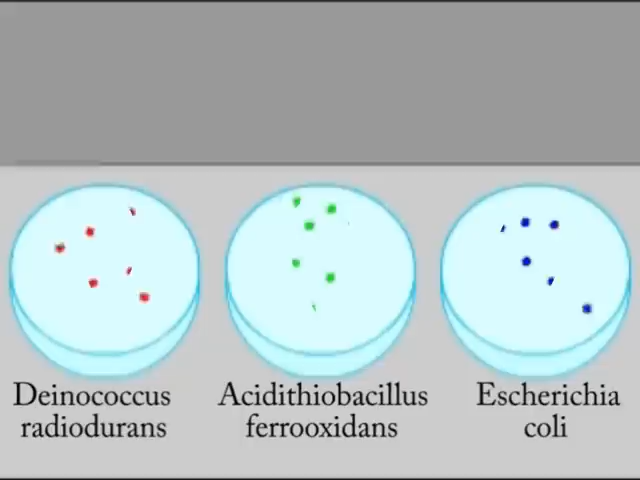 Deinococcus
radiodurans
Acidithiobacillus
ferrooxidans
Escherichia
coli